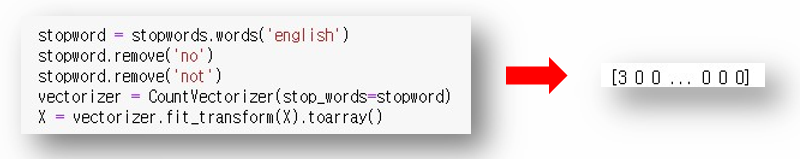 stopword = stopwords.words('english')
stopword.remove('no')
stopword.remove('not')
vectorizer = CountVectorizer(stop_words=stopword)
X = vectorizer.fit_transform(X).toarray()
[3 0 0 ... 0 0 0]